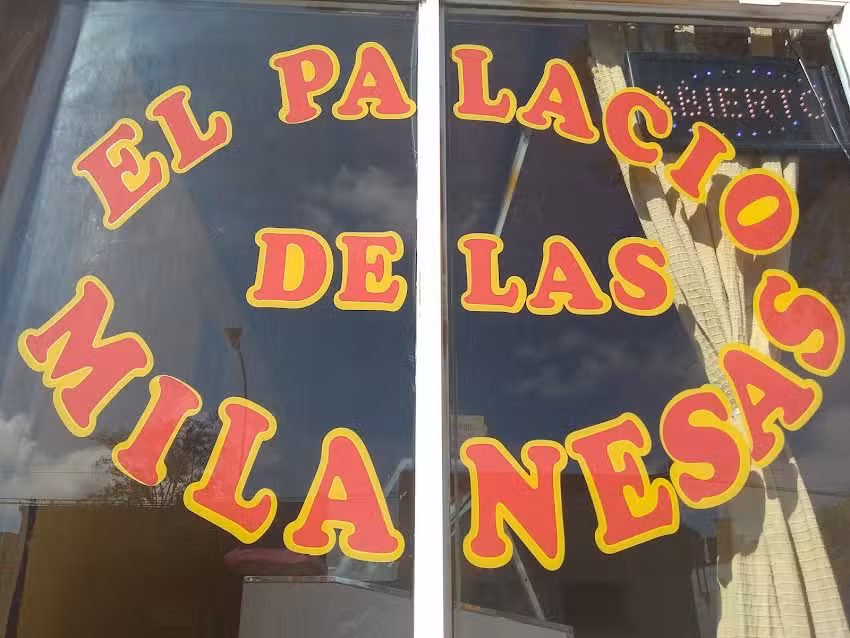 EL PALACIO
ABIERTO
DE LAS
MILANESAS